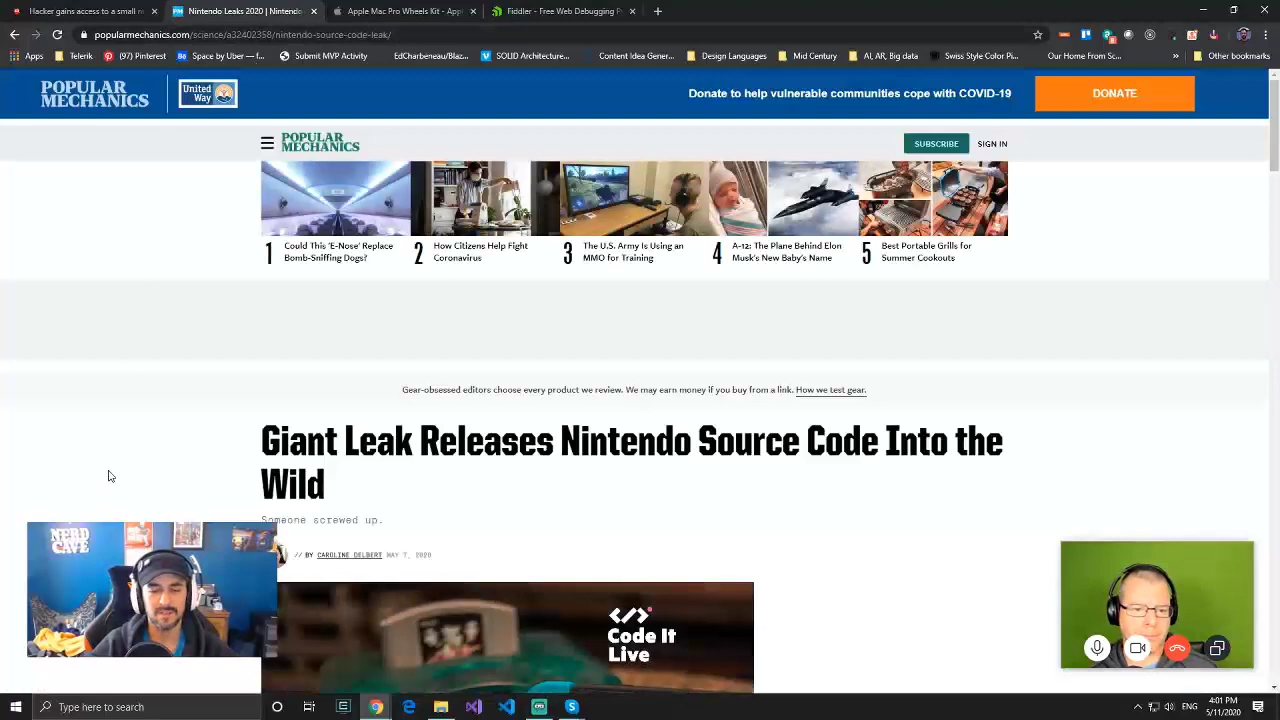 Hacker gains access to a small
Nintendo Leak 2020 | Nintendo
Apple Mac Pro Wheels Kit - App
Fiddler - Free Web Debugging P
popularmechanics.com/science/a32402358/nintendo-source-code-leak/
Apps
Telerik
(97) Pinterest
Space by Uber — f...
Submit MVP Activity
EdCharbeneau/Blaz...
SOLID Architecture...
Content Idea Gener...
Design Languages
Mid Century
AI, AR, Big data
Swiss Style Color Pi...
Our Home From Sc...
»
Other bookmarks
POPULAR
MECHANICS
United
Way
Donate to help vulnerable communities cope with COVID-19
DONATE
POPULAR
MECHANICS
SUBSCRIBE
SIGN IN
1 Could This ‘E-Nose’ Replace
Bomb-Sniffing Dogs?
2 How Citizens Help Fight
Coronavirus
3 The U.S. Army Is Using an
MMO for Training
4 A-12: The Plane Behind Elon
Musk's New Baby's Name
5 Best Portable Grills for
Summer Cookouts
Gear-obsessed editors choose every product we review. We may earn money if you buy from a link. How we test gear.
Giant Leak Releases Nintendo Source Code Into the
Wild
Someone screwed up.
// BY CAROLINE DELBERT MAY 7, 2020
NERD
CAVE
</>
Code It
Live
Type here to search
ENG
4:01 PM
5/11/2020